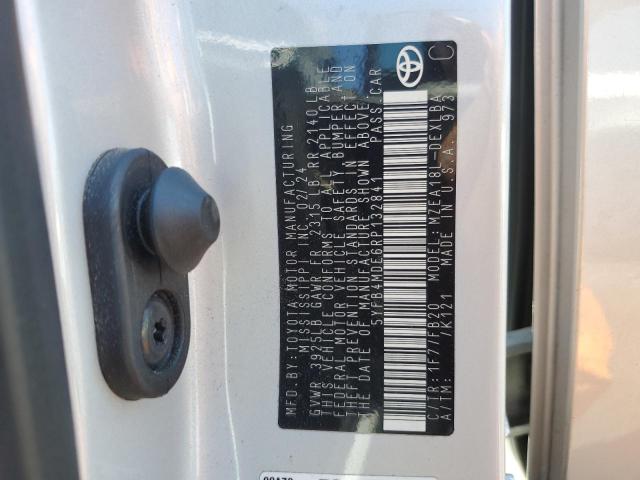 MFD.BY:TOYOTA MOTOR MANUFACTURING
MISSISSIPPI INC. 02/24
GVWR 3925LB GAWR FR 2315 LB RR 2140LB
THIS VEHICLE CONFORMS TO ALL APPLICABLE
FEDERAL MOTOR VEHICLE SAFETY BUMPER, AND
THEFT PREVENTION STANDARDS IN EFFECT ON
THE DATE OF MANUFACTURE SHOWN ABOVE.
5YFB4MDE6RP132841 PASS.CAR
C/TR: 1F7/FB20 MODEL: MZEA18L-DEXLBA
A/TM: K121 MADE IN U.S.A. 973
C